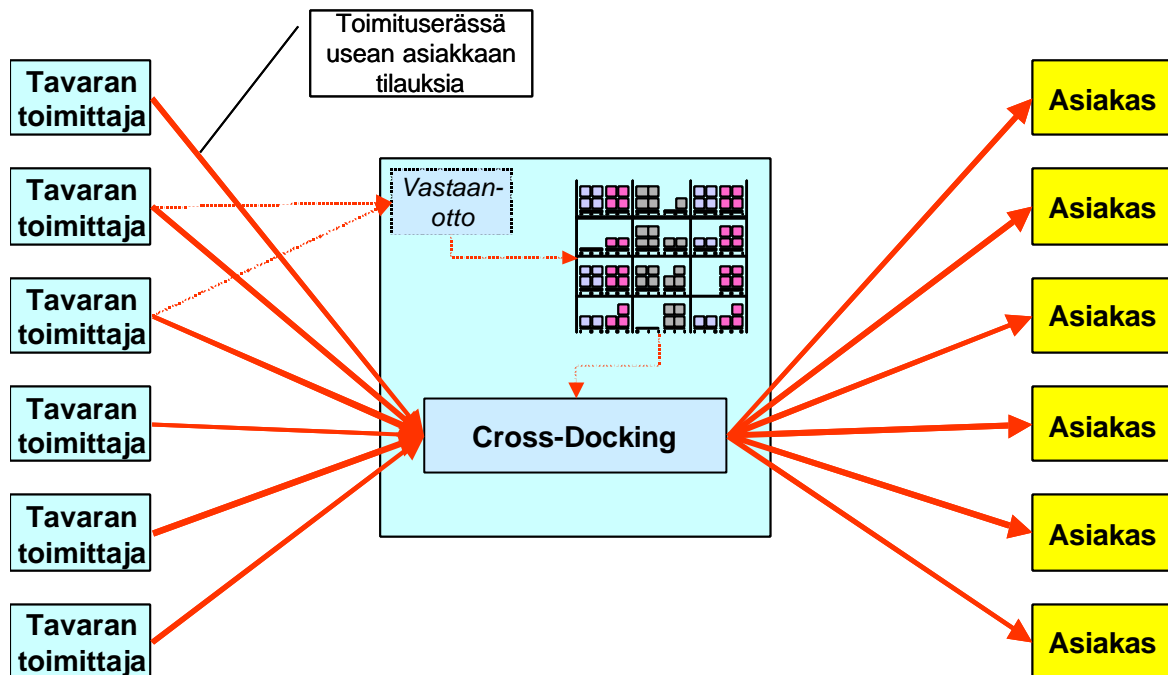 Toimituserässä
usean asiakkaan
tilauksia
Tavaran
toimittaja
Tavaran
toimittaja
Tavaran
toimittaja
Tavaran
toimittaja
Tavaran
toimittaja
Tavaran
toimittaja
Vastaan-
otto
Cross-Docking
Asiakas
Asiakas
Asiakas
Asiakas
Asiakas
Asiakas